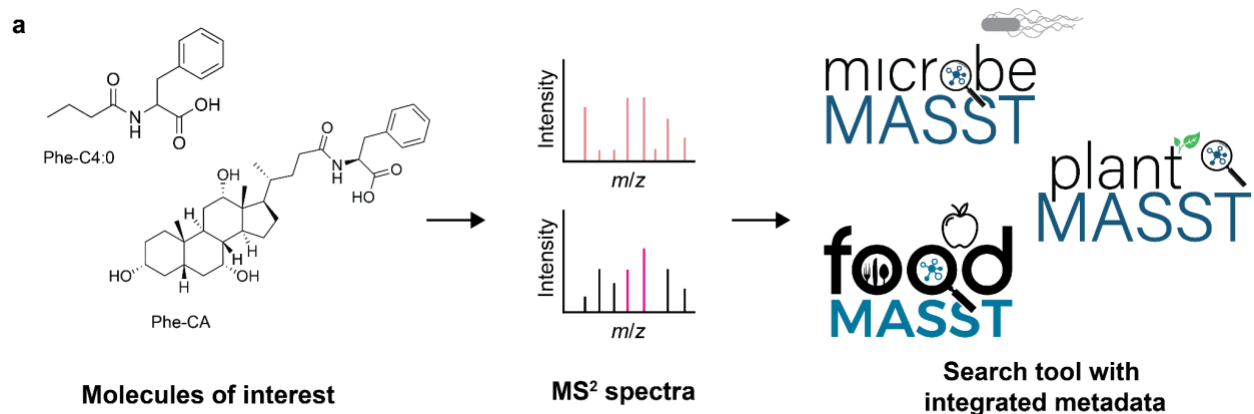 a
O
OH
N
H
O
Phe-C4:0
O
N
H
O
HO
OH
H
H
H
H
HO
H
OH
Phe-CA
Molecules of interest
Intensity
m/z
Intensity
m/z
MS² spectra
microbe
MASST
plant
MASST
food
MASST
Search tool with
integrated metadata